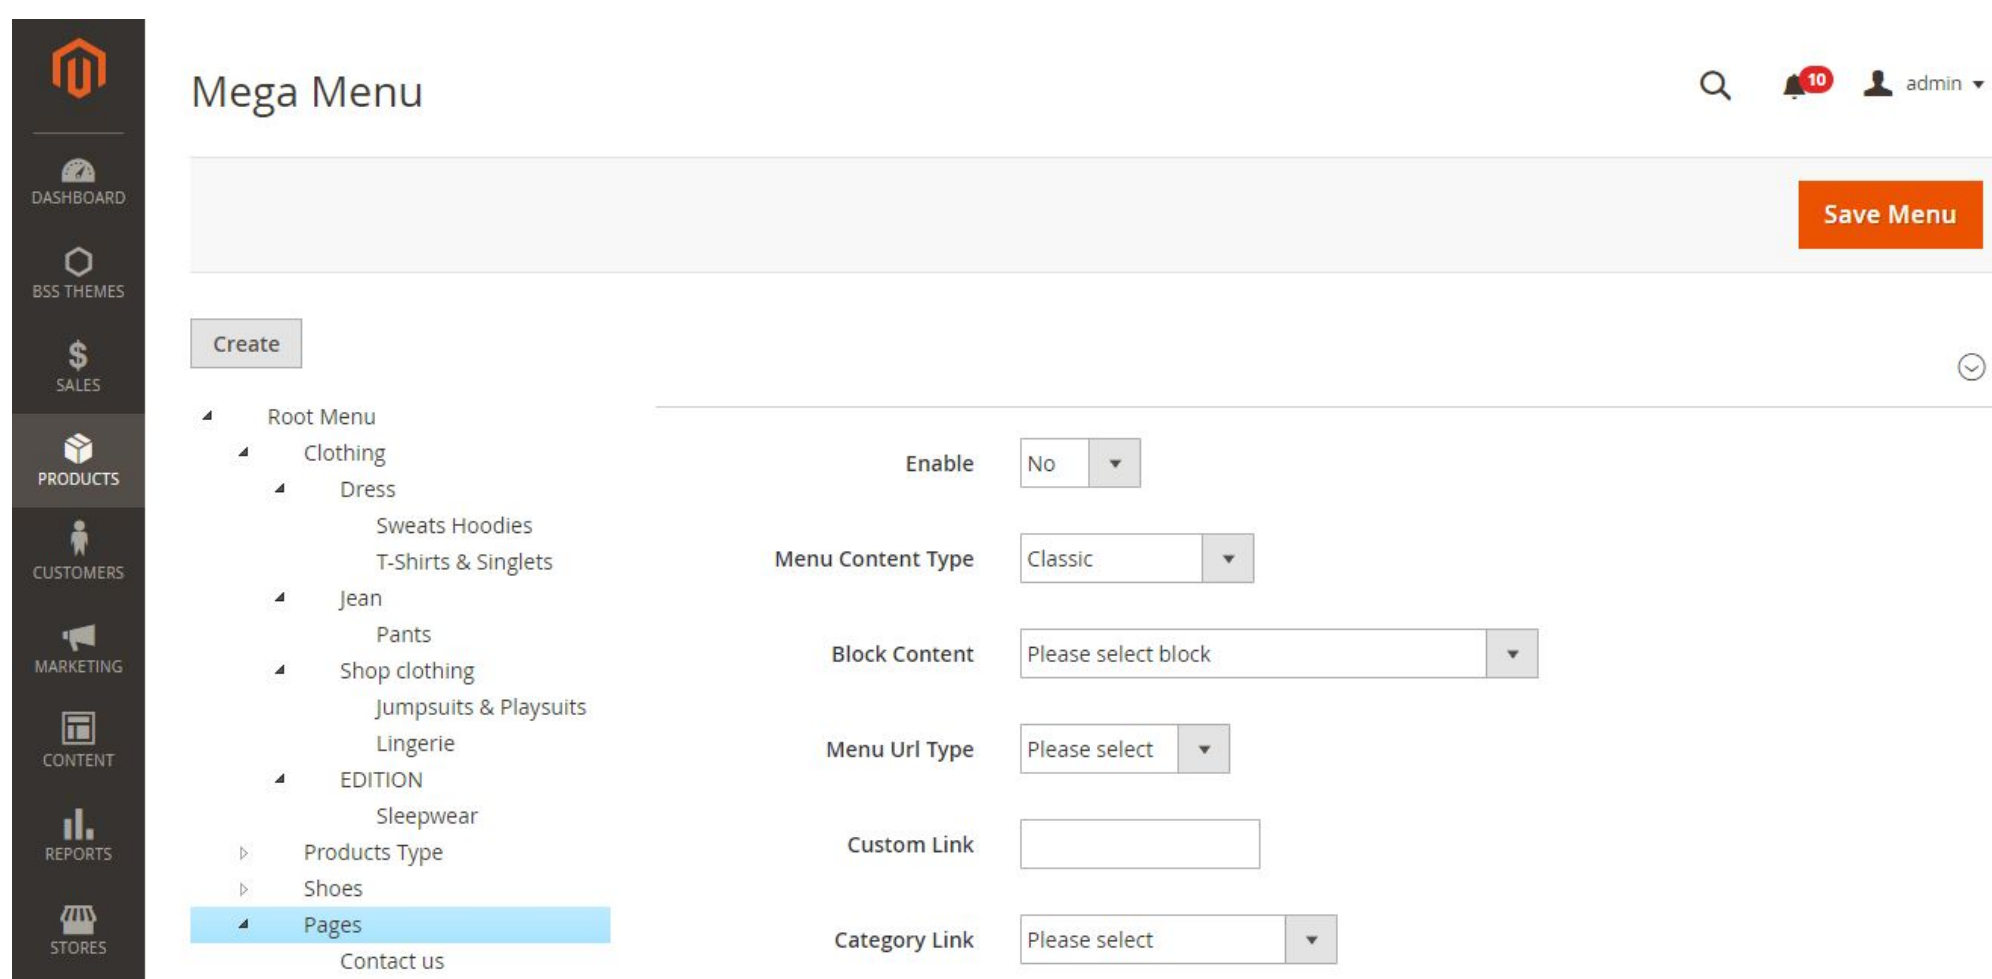 Mega Menu
10
admin
DASHBOARD
BSS THEMES
$
SALES
PRODUCTS
CUSTOMERS
MARKETING
CONTENT
REPORTS
STORES
Save Menu
Create
Root Menu
Clothing
Dress
Sweats Hoodies
T-Shirts & Singlets
Jean
Pants
Shop clothing
Jumpsuits & Playsuits
Lingerie
EDITION
Sleepwear
Products Type
Shoes
Pages
Contact us
Enable No
Menu Content Type Classic
Block Content Please select block
Menu Url Type Please select
Custom Link
Category Link Please select